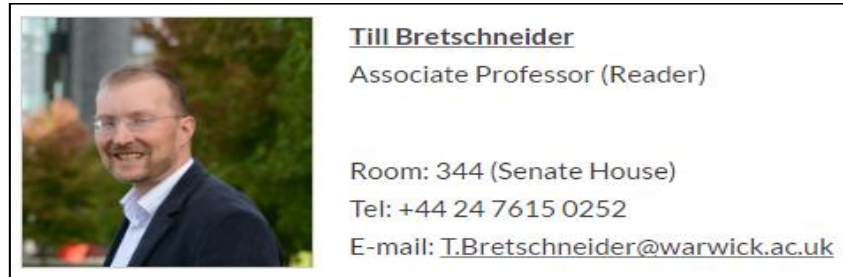 Till Bretschneider
Associate Professor (Reader)
Room: 344 (Senate House)
Tel: +44 24 7615 0252
E-mail: T.Bretschneider@warwick.ac.uk